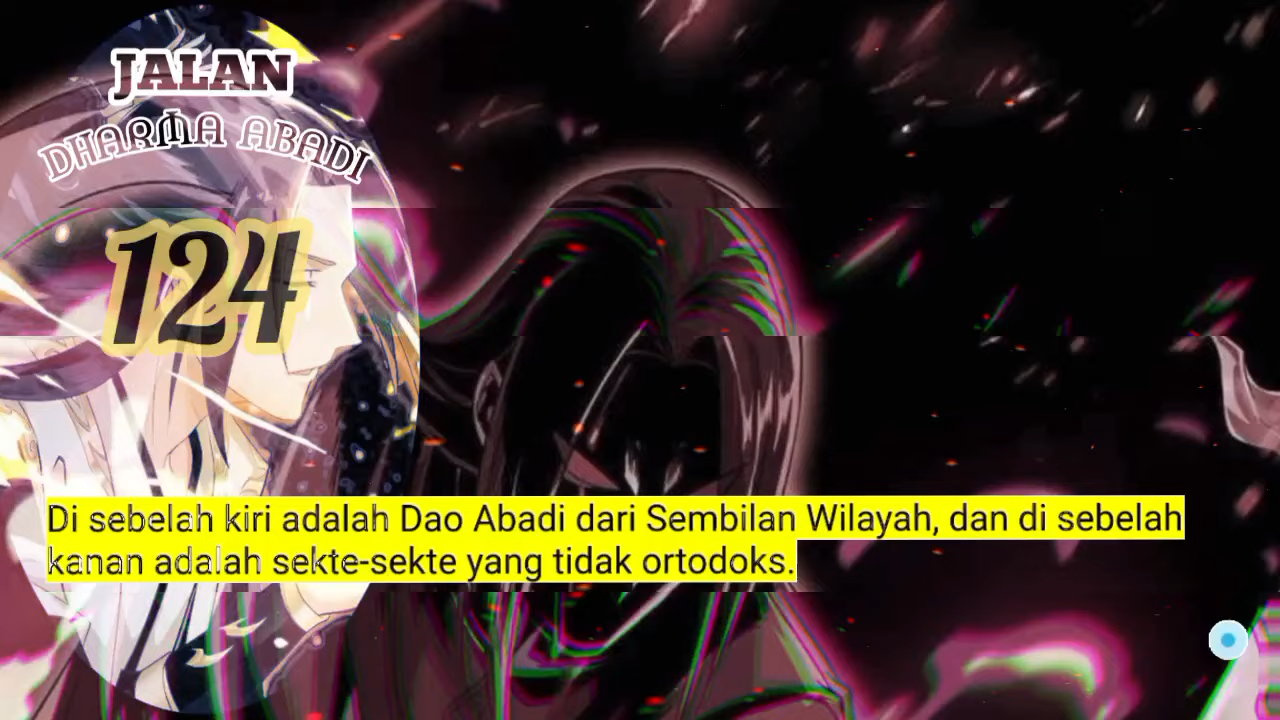 JALAN
DHARMA ABADI
124
Di sebelah kiri adalah Dao Abadi dari Sembilan Wilayah, dan di sebelah
kanan adalah sekte-sekte yang tidak ortodoks.